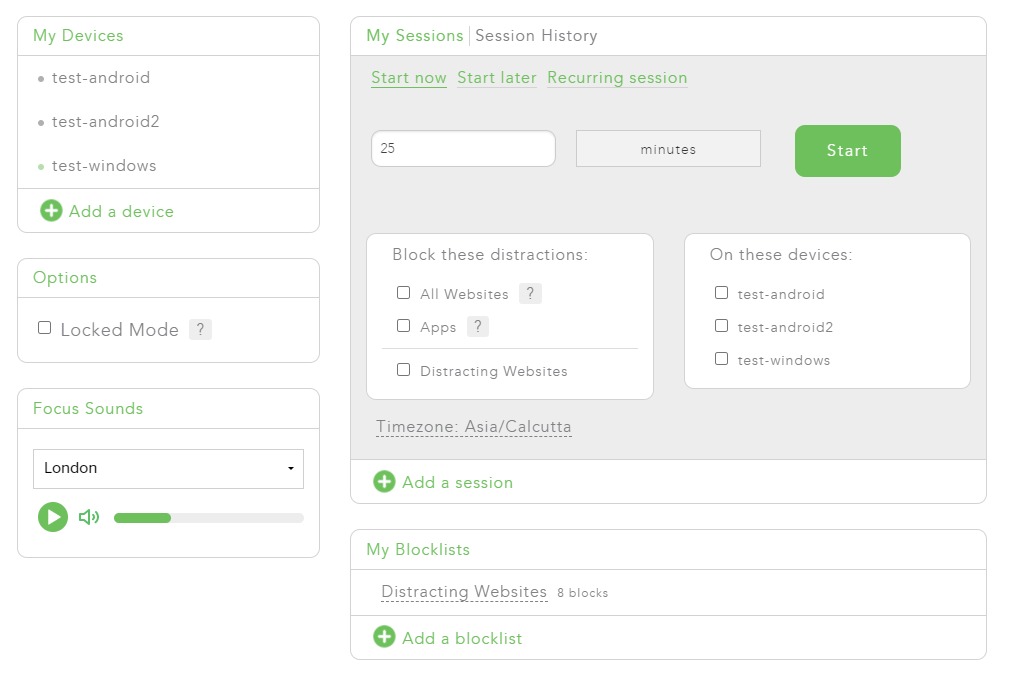 My Devices
test-android
test-android2
test-windows
Add a device
Options
Locked Mode ?
Focus Sounds
London
My Sessions Session History
Start now Start later Recurring session
25 minutes Start
Block these distractions:
All Websites ?
Apps ?
Distracting Websites
On these devices:
test-android
test-android2
test-windows
Timezone: Asia/Calcutta
Add a session
My Blocklists
Distracting Websites 8 blocks
Add a blocklist